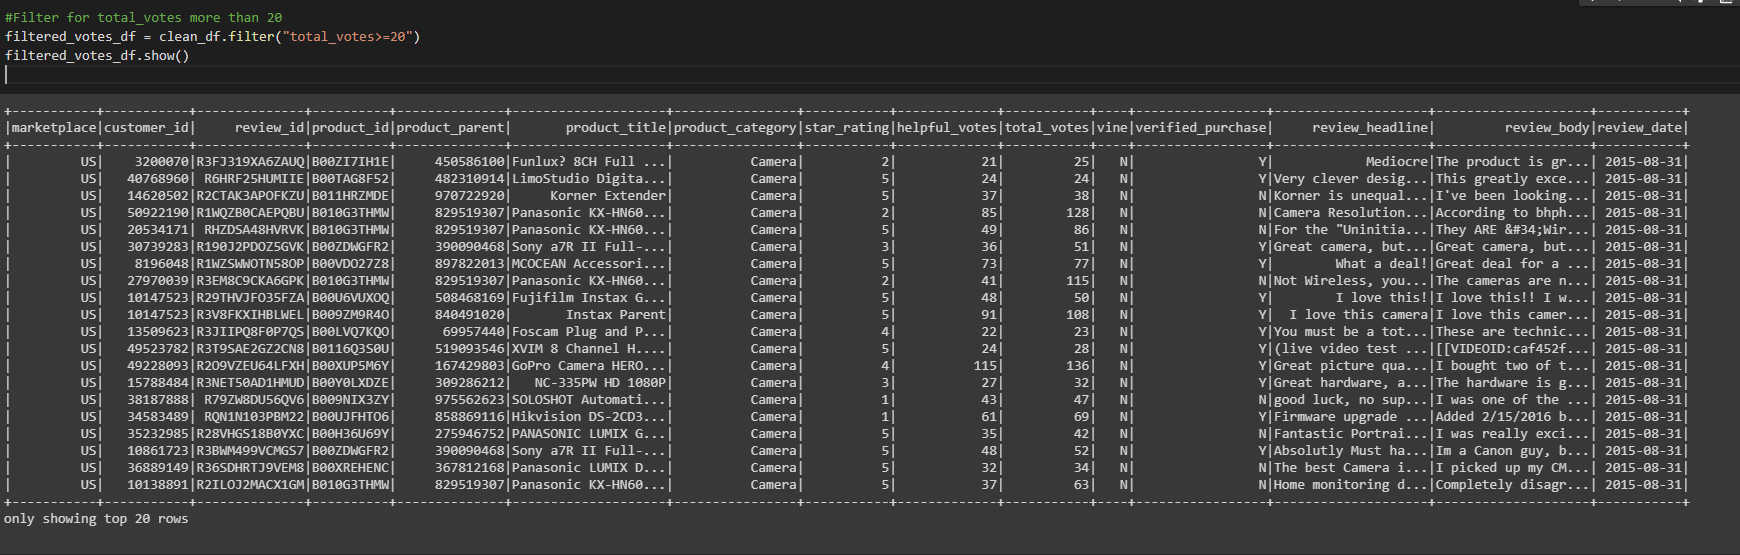 #Filter for total_votes more than 20
filtered_votes_df = clean_df.filter("total_votes>=20")
filtered_votes_df.show()
+-----------+-----------+--------------+----------+--------------+--------------------+----------------+-----------+-------------+-----------+----+-----------------+--------------------+--------------------+-----------+
|marketplace|customer_id|     review_id|product_id|product_parent|       product_title|product_category|star_rating|helpful_votes|total_votes|vine|verified_purchase|     review_headline|         review_body|review_date|
+-----------+-----------+--------------+----------+--------------+--------------------+----------------+-----------+-------------+-----------+----+-----------------+--------------------+--------------------+-----------+
|         US|    3200070|R3FJ319XA6ZAUQ|B00ZI7IH1E|     450586100|Funlux? 8CH Full ...|          Camera|          2|           21|         25|   N|                Y|            Mediocre|The product is gr...| 2015-08-31|
|         US|   40768960| R6HRF25HUMIIE|B00TAG8F52|     482310914|LimoStudio Digita...|          Camera|          5|           24|         24|   N|                Y|Very clever desig...|This greatly exce...| 2015-08-31|
|         US|   14620502|R2CTAK3APOFKZU|B011HRZMDE|     970722920|     Korner Extender|          Camera|          5|           37|         38|   N|                N|Korner is unequal...|I've been looking...| 2015-08-31|
|         US|   50922190|R1WQZB0CAEPQBU|B010G3THMW|     829519307|Panasonic KX-HN60...|          Camera|          2|           85|        128|   N|                N|Camera Resolution...|According to bhph...| 2015-08-31|
|         US|   20534171| RHZDSA48HVRVK|B010G3THMW|     829519307|Panasonic KX-HN60...|          Camera|          5|           49|         86|   N|                N|For the "Uninitia...|They ARE &#34;Wir...| 2015-08-31|
|         US|   30739283|R190J2PDOZ5GVK|B00ZDWGFR2|     390090468|Sony a7R II Full-...|          Camera|          3|           36|         51|   N|                Y|Great camera, but...|Great camera, but...| 2015-08-31|
|         US|    8196048|R1WZSWWOTN58OP|B00VDO27Z8|     897822013|MCOCEAN Accessori...|          Camera|          5|           73|         77|   N|                Y|        What a deal!|Great deal for a ...| 2015-08-31|
|         US|   27970039|R3EM8C9CKA6GPK|B010G3THMW|     829519307|Panasonic KX-HN60...|          Camera|          2|           41|        115|   N|                N|Not Wireless, you...|The cameras are n...| 2015-08-31|
|         US|   10147523|R29THVJFO35FZA|B00U6VUXOQ|     508468169|Fujifilm Instax G...|          Camera|          5|           48|         50|   N|                Y|        I love this!|I love this!! I w...| 2015-08-31|
|         US|   10147523|R3V8FKXIHBLWEL|B009ZM9R4O|     840491020|       Instax Parent|          Camera|          5|           91|        108|   N|                Y|  I love this camera|I love this camer...| 2015-08-31|
|         US|   13509623|R3JIIPQ8F0P7QS|B00LVQ7KQO|      69957440|Foscam Plug and P...|          Camera|          4|           22|         23|   N|                Y|You must be a tot...|These are technic...| 2015-08-31|
|         US|   49523782|R3T9SAE2GZ2CN8|B0116Q3S0U|     519093546|XVIM 8 Channel H....|          Camera|          5|           24|         28|   N|                Y|(live video test ...|[[VIDEOID:caf452f...| 2015-08-31|
|         US|   49228093|R2O9VZEU64LFXH|B00XUP5M6Y|     167429803|GoPro Camera HERO...|          Camera|          4|          115|        136|   N|                Y|Great picture qua...|I bought two of t...| 2015-08-31|
|         US|   15788484|R3NET50AD1HMUD|B00Y0LXDZE|     309286212|   NC-335PW HD 1080P|          Camera|          3|           27|         32|   N|                Y|Great hardware, a...|The hardware is g...| 2015-08-31|
|         US|   38187888| R79ZW8DU56QV6|B009NIX3ZY|     975562623|SOLOSHOT Automati...|          Camera|          1|           43|         47|   N|                N|good luck, no sup...|I was one of the ...| 2015-08-31|
|         US|   34583489| RQN1N103PBM22|B00UJFHTO6|     858869116|Hikvision DS-2CD3...|          Camera|          1|           61|         69|   N|                Y|Firmware upgrade ...|Added 2/15/2016 b...| 2015-08-31|
|         US|   35232985|R28VHGS18B0YXC|B00H36U69Y|     275946752|PANASONIC LUMIX G...|          Camera|          5|           35|         42|   N|                N|Fantastic Portrai...|I was really exci...| 2015-08-31|
|         US|   10861723|R3BWM499VCMGS7|B00ZDWGFR2|     390090468|Sony a7R II Full-...|          Camera|          5|           48|         52|   N|                Y|Absolutly Must ha...|Im a Canon guy, b...| 2015-08-31|
|         US|   36889149|R36SDHRTJ9VEM8|B00XREHENC|     367812168|Panasonic LUMIX D...|          Camera|          5|           32|         34|   N|                N|The best Camera i...|I picked up my CM...| 2015-08-31|
|         US|   10138891|R2ILOJ2MACX1GM|B010G3THMW|     829519307|Panasonic KX-HN60...|          Camera|          5|           37|         63|   N|                N|Home monitoring d...|Completely disagr...| 2015-08-31|
+-----------+-----------+--------------+----------+--------------+--------------------+----------------+-----------+-------------+-----------+----+-----------------+--------------------+--------------------+-----------+
only showing top 20 rows